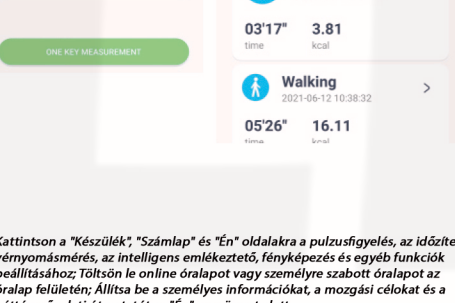 03'17" 3.81
time kcal
ONE KEY MEASUREMENT
Walking
2021-06-12 10:38:32
05'26" 16.11
time kcal
Kattintson a "Készülék", "Számlap" és "Én" oldalakra a pulzusfigyelés, az időzíte
vérnyomásmérés, az intelligens emlékeztető, fényképezés és egyéb funkciók
beállításához; Töltsön le online óralapot vagy személyre szabott óralapot az
óralap felületén; Állítsa be a személyes információkat, a mozgási célokat és a